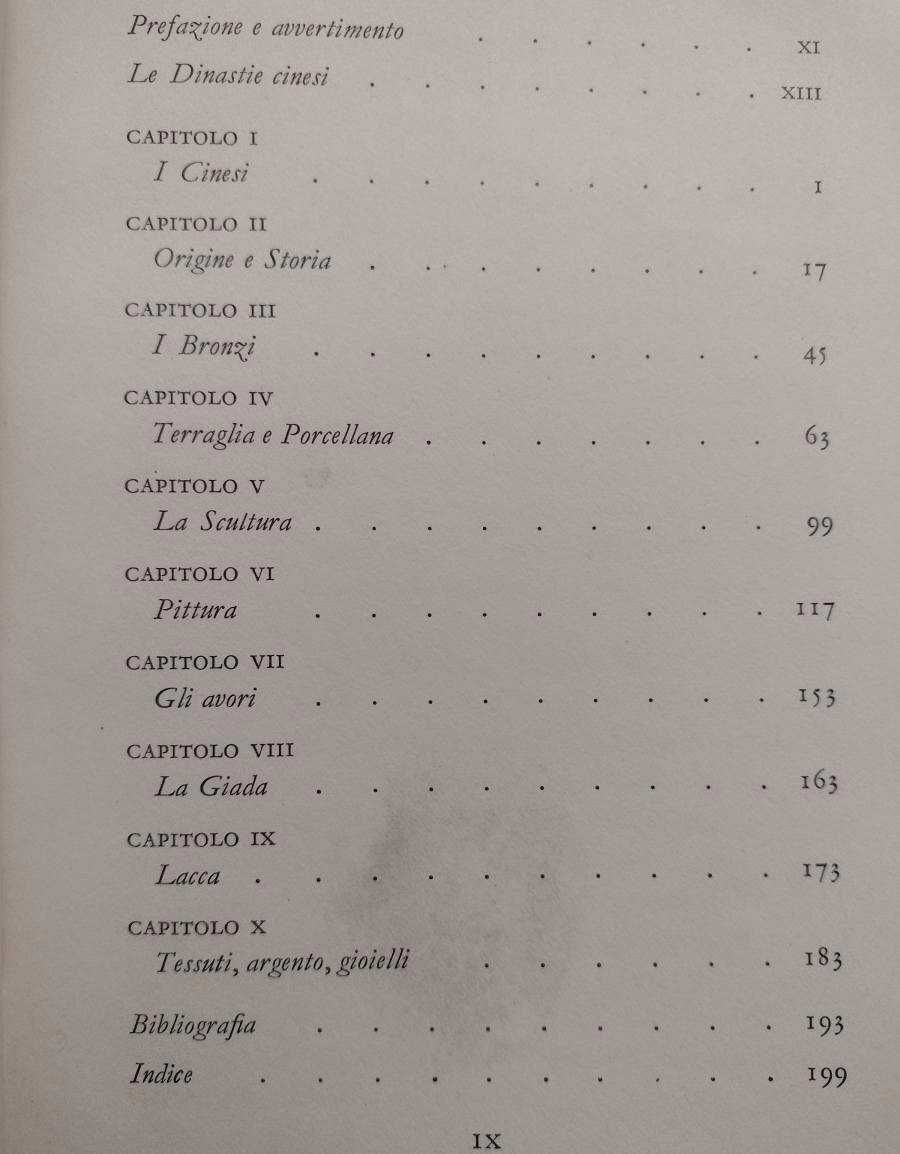 Prefazione e avvertimento . . . . . . XI
Le Dinastie cinesi . . . . . . . . XIII
CAPITOLO I
I Cinesi . . . . . . . . . 1
CAPITOLO II
Origine e Storia . . . . . . . . 17
CAPITOLO III
I Bronzi . . . . . . . . . 45
CAPITOLO IV
Terraglia e Porcellana . . . . . . . 63
CAPITOLO V
La Scultura . . . . . . . . . 99
CAPITOLO VI
Pittura . . . . . . . . . 117
CAPITOLO VII
Gli avori . . . . . . . . . 153
CAPITOLO VIII
La Giada . . . . . . . . . 163
CAPITOLO IX
Lacca . . . . . . . . . . 173
CAPITOLO X
Tessuti, argento, gioielli . . . . . . 183
Bibliografia . . . . . . . . . 193
Indice . . . . . . . . . . 199
IX